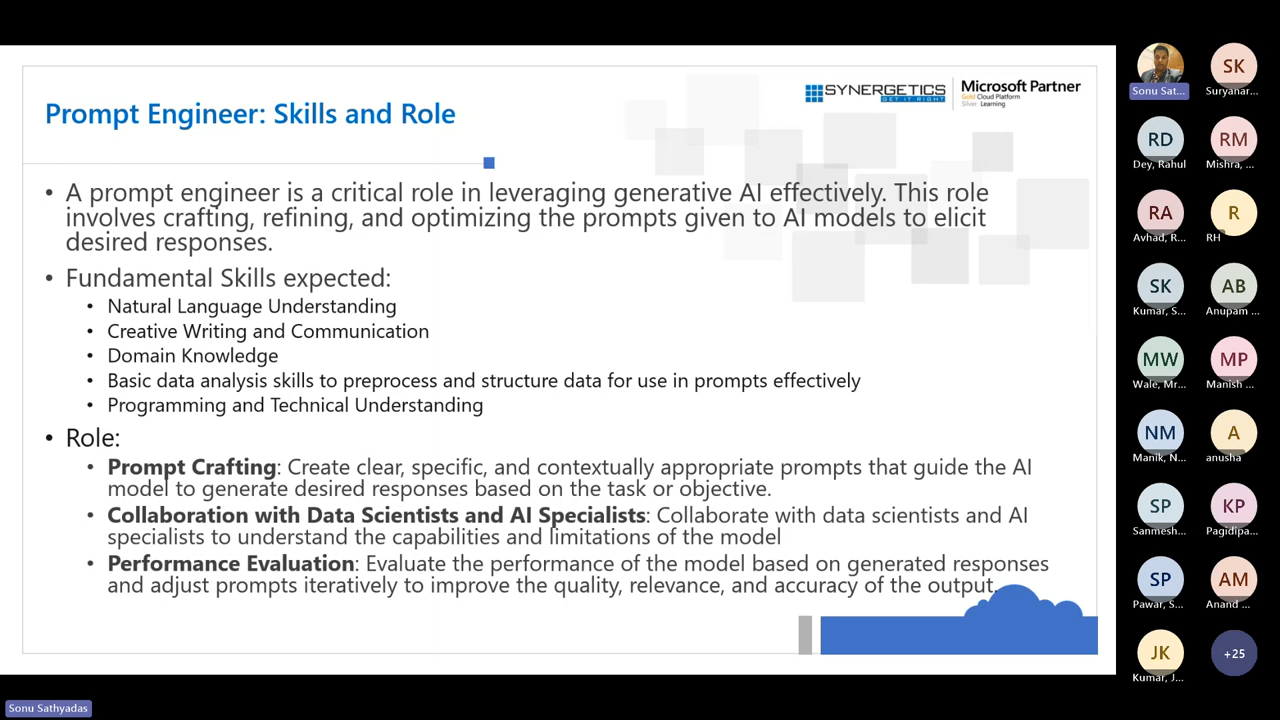 SYNERGETICS
GET IT RIGHT
Microsoft Partner
Gold Cloud Platform
Silver Learning
Prompt Engineer: Skills and Role
• A prompt engineer is a critical role in leveraging generative AI effectively. This role
involves crafting, refining, and optimizing the prompts given to AI models to elicit
desired responses.
• Fundamental Skills expected:
• Natural Language Understanding
• Creative Writing and Communication
• Domain Knowledge
• Basic data analysis skills to preprocess and structure data for use in prompts effectively
• Programming and Technical Understanding
• Role:
• Prompt Crafting: Create clear, specific, and contextually appropriate prompts that guide the AI
model to generate desired responses based on the task or objective.
• Collaboration with Data Scientists and AI Specialists: Collaborate with data scientists and AI
specialists to understand the capabilities and limitations of the model
• Performance Evaluation: Evaluate the performance of the model based on generated responses
and adjust prompts iteratively to improve the quality, relevance, and accuracy of the output.
Sonu Sat...
SK
Suryanar...
RD
Dey, Rahul
RM
Mishra, ...
RA
Avhad, R...
R
RH
SK
Kumar, S...
AB
Anupam ...
MW
Wale, Mr...
MP
Manish ...
NM
Manik, N...
A
anusha
SP
Sanmesh...
KP
Pagidipa...
SP
Pawar, S...
AM
Anand ...
JK
Kumar, J...
+25
Sonu Sathyadas